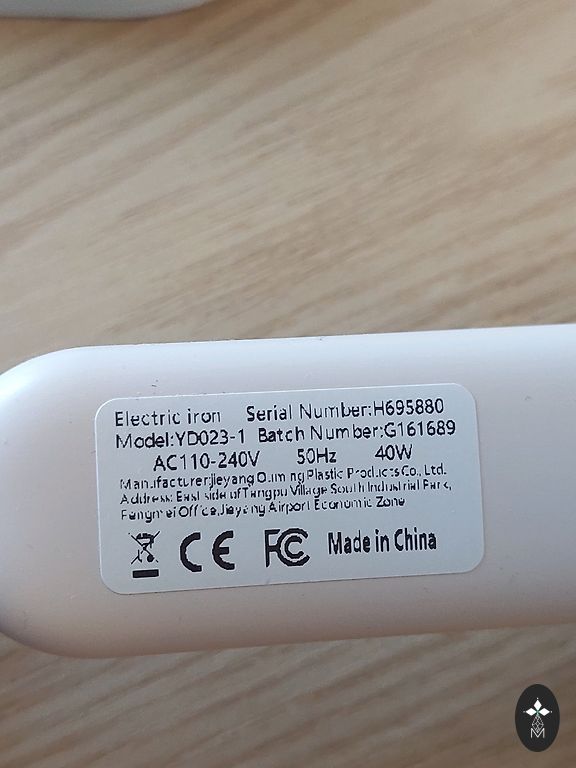 Electric iron Serial Number:H695880
Model:YD023-1 Batch Number:G161689
AC110-240V 50Hz 40W
Manufacturer:Jieyang Plastic Products Co., Ltd.
Address: East side of Tangpu Village South Industrial Park,
Office, Jieyang Airport Economic Zone
CE FC Made in China
M